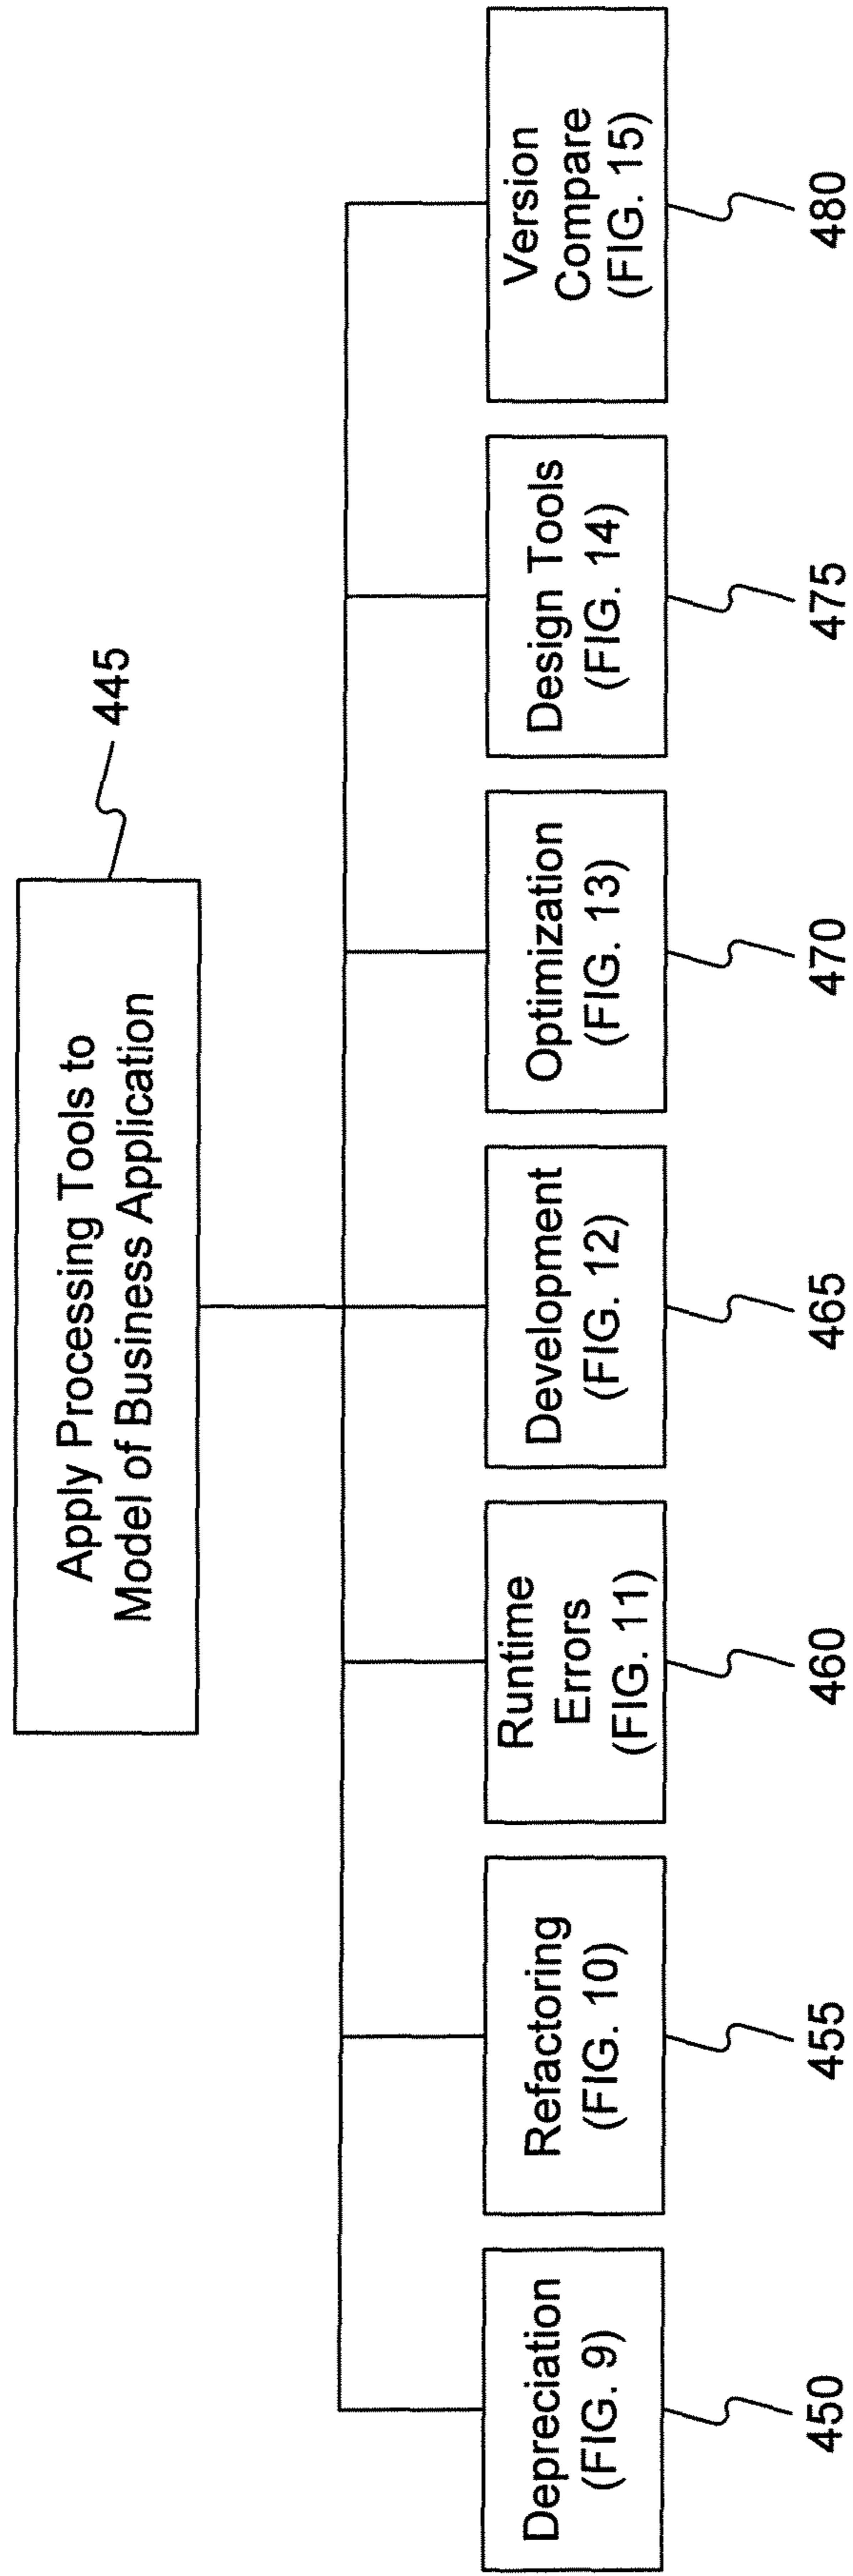 Apply Processing Tools to
Model of Business Application
445
Depreciation
(FIG. 9)
450
Refactoring
(FIG. 10)
455
Runtime
Errors
(FIG. 11)
460
Development
(FIG. 12)
465
Optimization
(FIG. 13)
470
Design Tools
(FIG. 14)
475
Version
Compare
(FIG. 15)
480